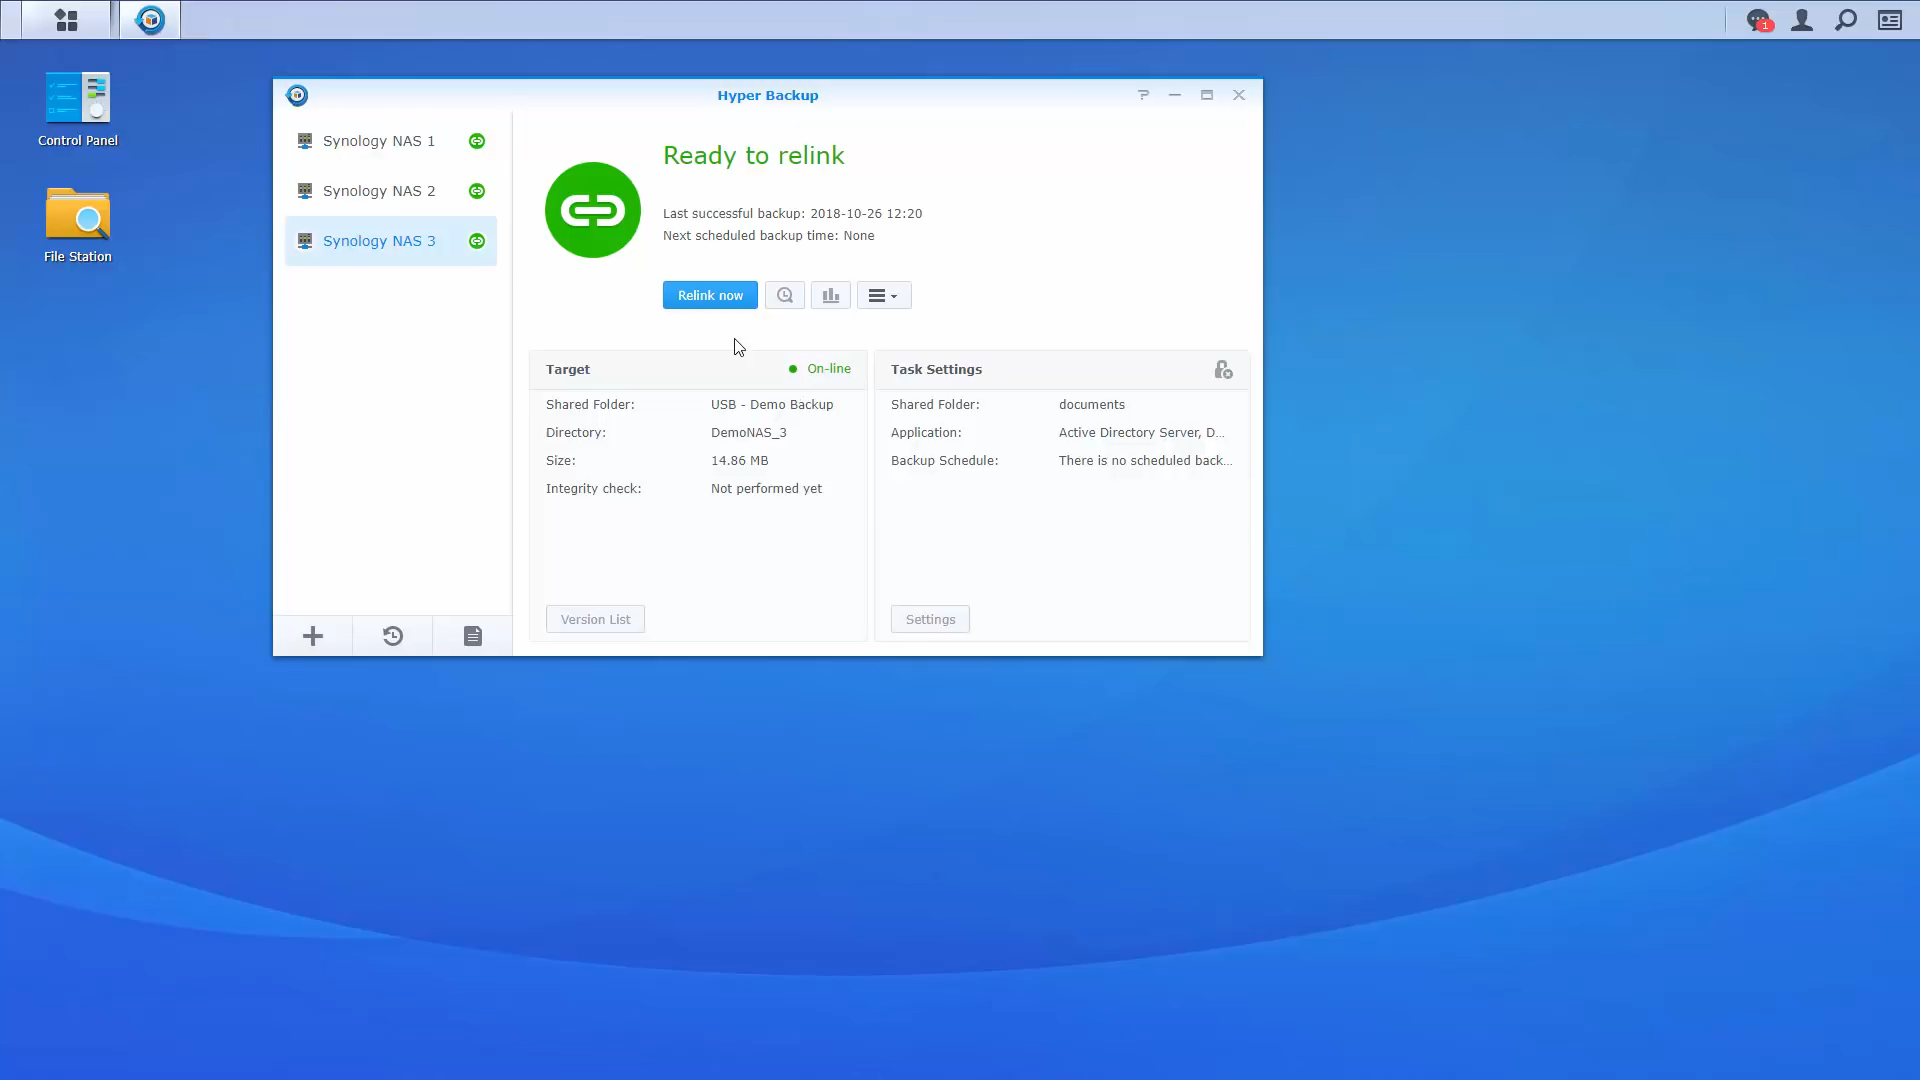 1
Control Panel
File Station
Hyper Backup
Synology NAS 1
Synology NAS 2
Synology NAS 3
Ready to relink
Last successful backup: 2018-10-26 12:20
Next scheduled backup time: None
Relink now
Target
On-line
Shared Folder: USB - Demo Backup
Directory: DemoNAS_3
Size: 14.86 MB
Integrity check: Not performed yet
Version List
Task Settings
Shared Folder: documents
Application: Active Directory Server, D...
Backup Schedule: There is no scheduled back...
Settings